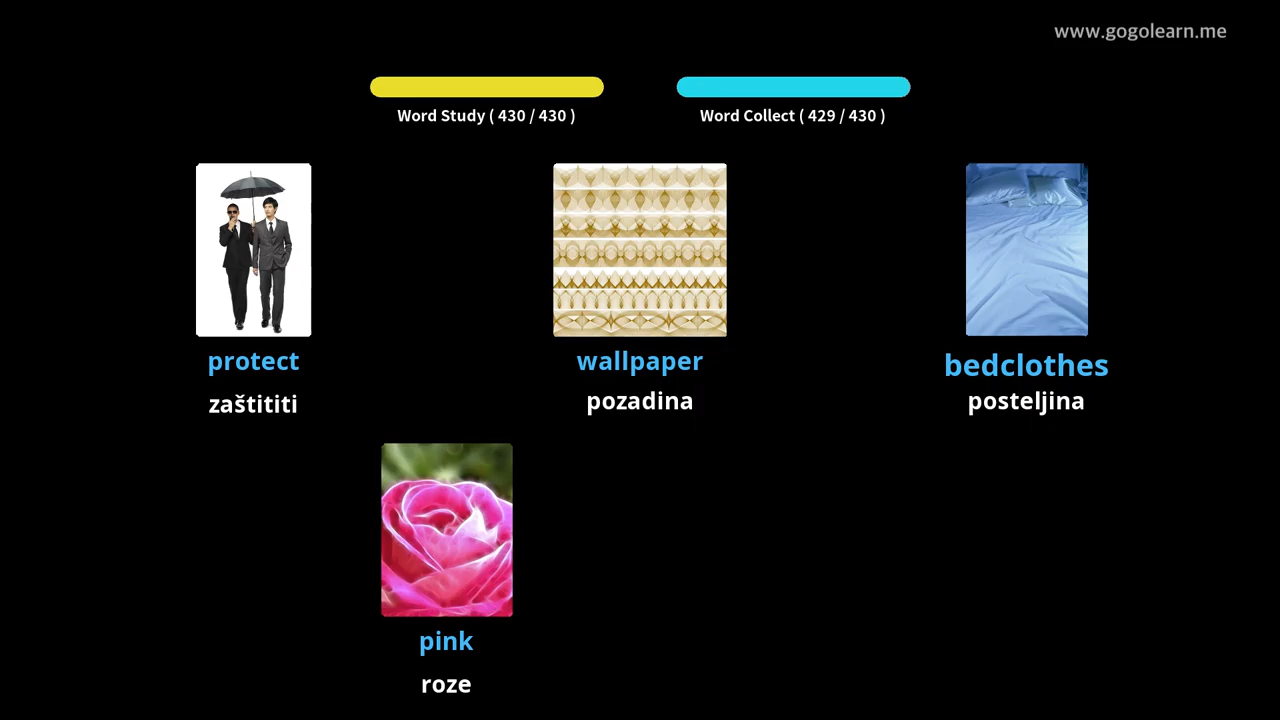 www.gogolearn.me
Word Study ( 430 / 430 )
Word Collect ( 429 / 430 )
protect
zaštititi
wallpaper
pozadina
bedclothes
posteljina
pink
roze